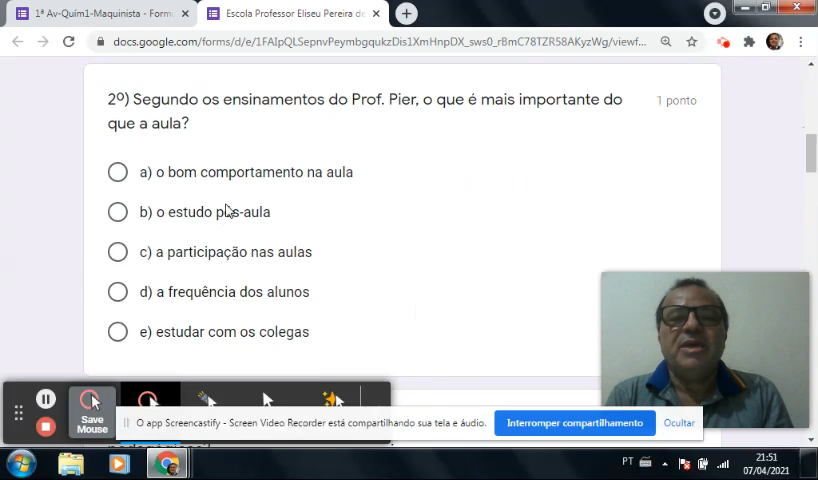 1ª Av-Quím1-Maquinista - Formu
Escola Professor Eliseu Pereira de
docs.google.com/forms/d/e/1FAIpQLSepnvPeymbgqukzDis1XmHnpDX_sws0_rBmC78TZR58AKyzWg/viewf...
2º) Segundo os ensinamentos do Prof. Pier, o que é mais importante do
que a aula?
1 ponto
a) o bom comportamento na aula
b) o estudo pós-aula
c) a participação nas aulas
d) a frequência dos alunos
e) estudar com os colegas
Save
Mouse
O app Screencastify - Screen Video Recorder está compartilhando sua tela e áudio.
Interromper compartilhamento
Ocultar
PT
21:51
07/04/2021